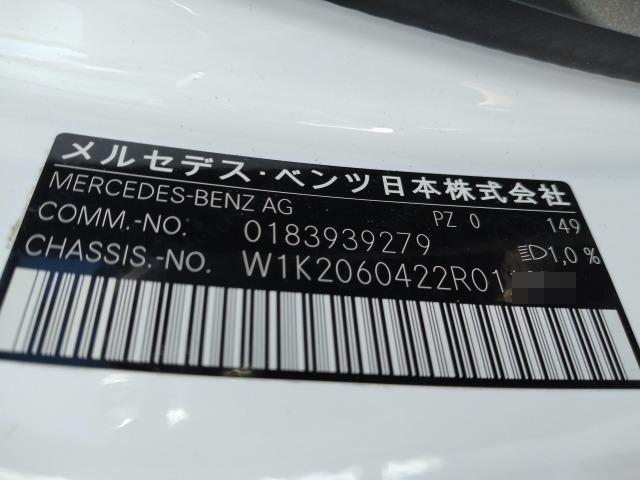 メルセデス・ベンツ日本株式会社
MERCEDES-BENZ AG PZ 0 149
COMM.-NO. 0183939279 1,0 %
CHASSIS.-NO. W1K2060422R01